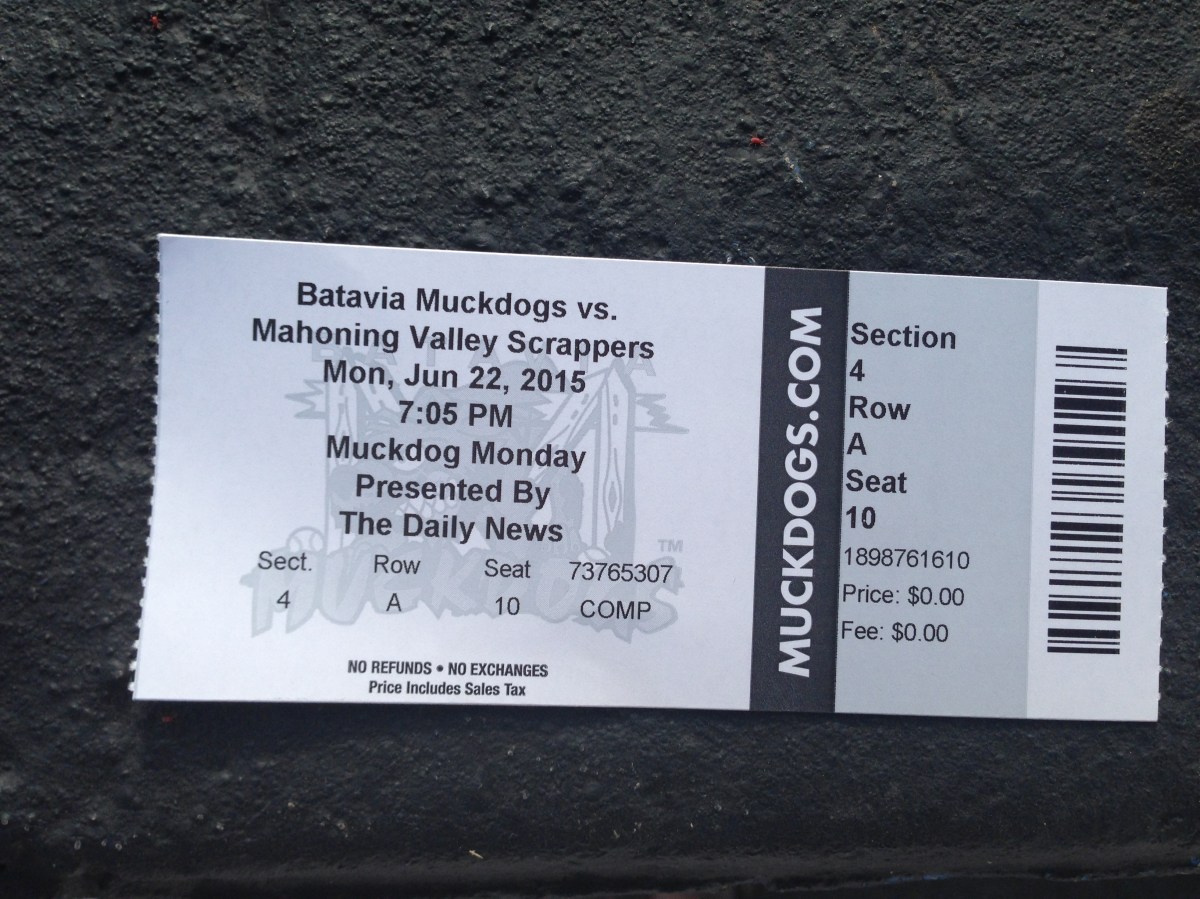 Batavia Muckdogs vs.
Mahoning Valley Scrappers
Mon, Jun 22, 2015
7:05 PM
Muckdog Monday
Presented By
The Daily News
Sect. Row Seat 73765307
4 A 10 COMP
MUCKDOGS TM
NO REFUNDS • NO EXCHANGES
Price Includes Sales Tax
MUCKDOGS.COM
Section
4
Row
A
Seat
10
1898761610
Price: $0.00
Fee: $0.00